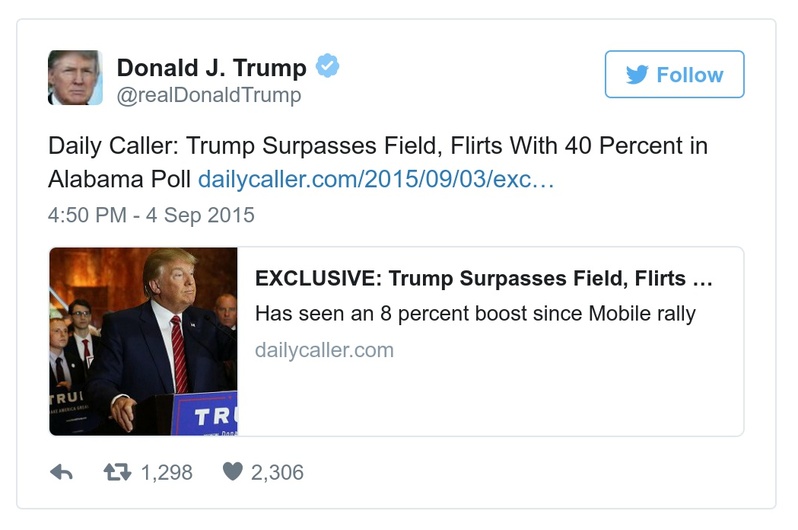 Donald J. Trump
@realDonaldTrump
Follow
Daily Caller: Trump Surpasses Field, Flirts With 40 Percent in
Alabama Poll dailycaller.com/2015/09/03/exc…
4:50 PM - 4 Sep 2015
EXCLUSIVE: Trump Surpasses Field, Flirts …
Has seen an 8 percent boost since Mobile rally
dailycaller.com
TRU
TRU
1,298
2,306